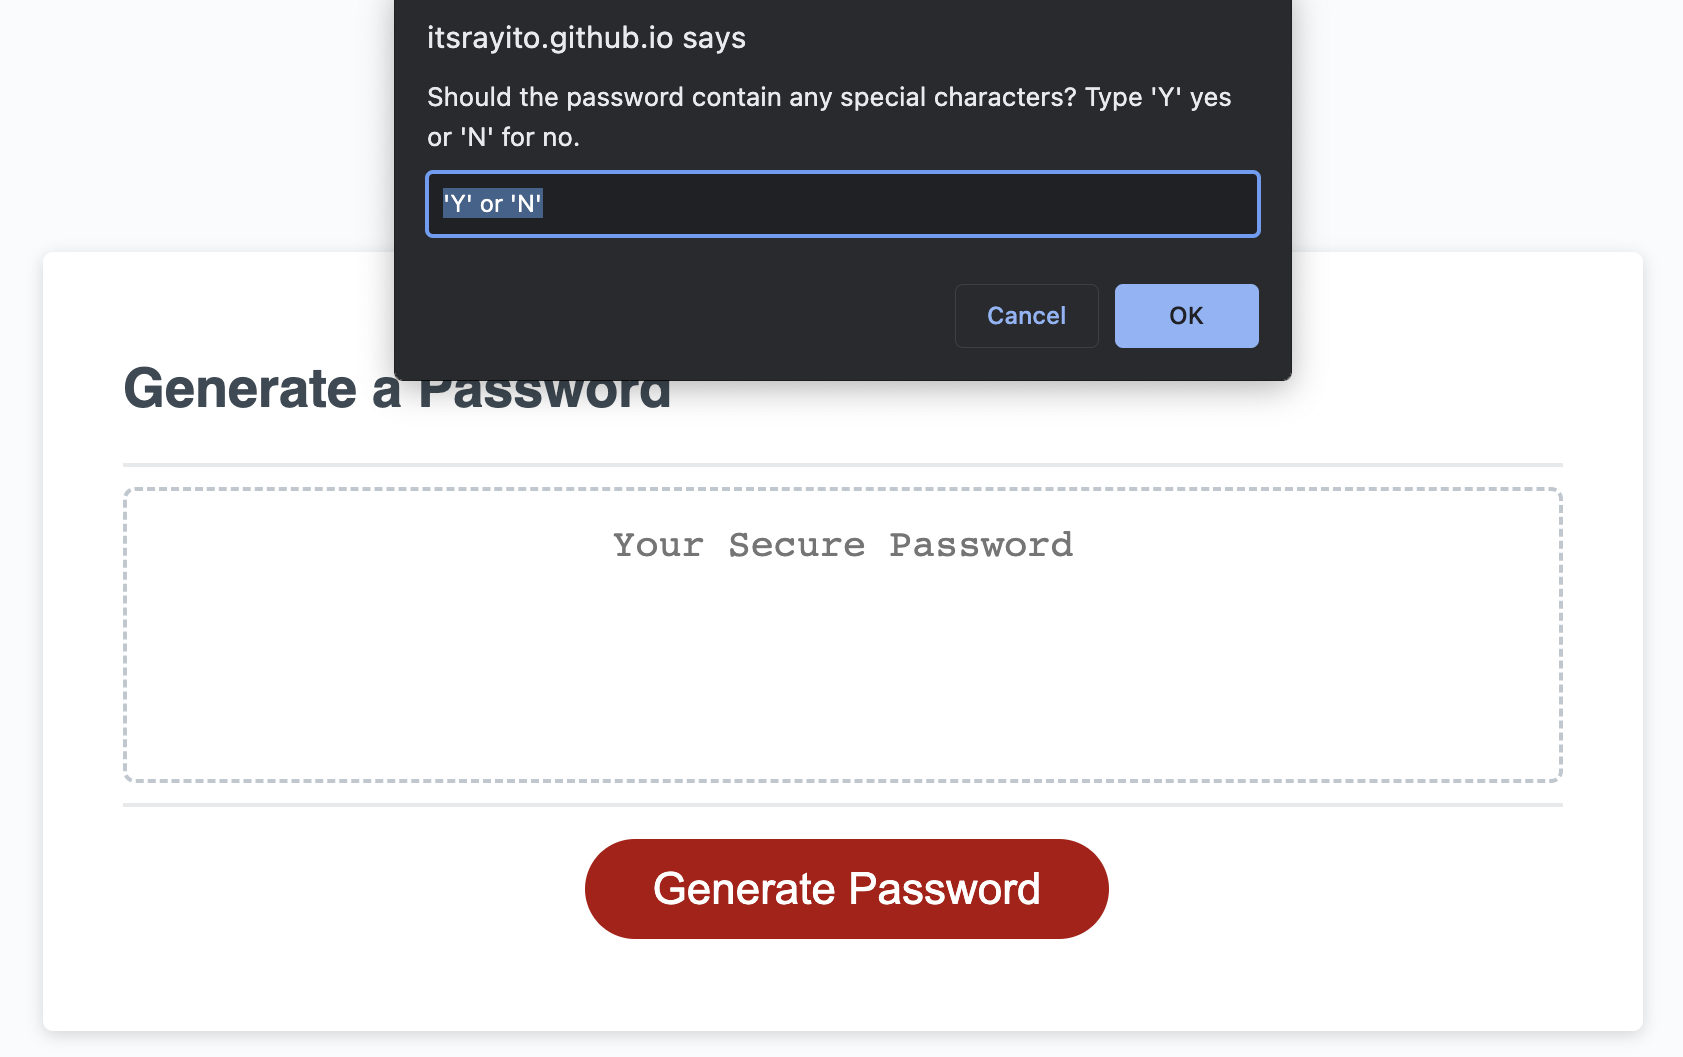 itsrayito.github.io says
Should the password contain any special characters? Type 'Y' yes
or 'N' for no.
'Y' or 'N'
Cancel
OK
Generate a Password
Your Secure Password
Generate Password